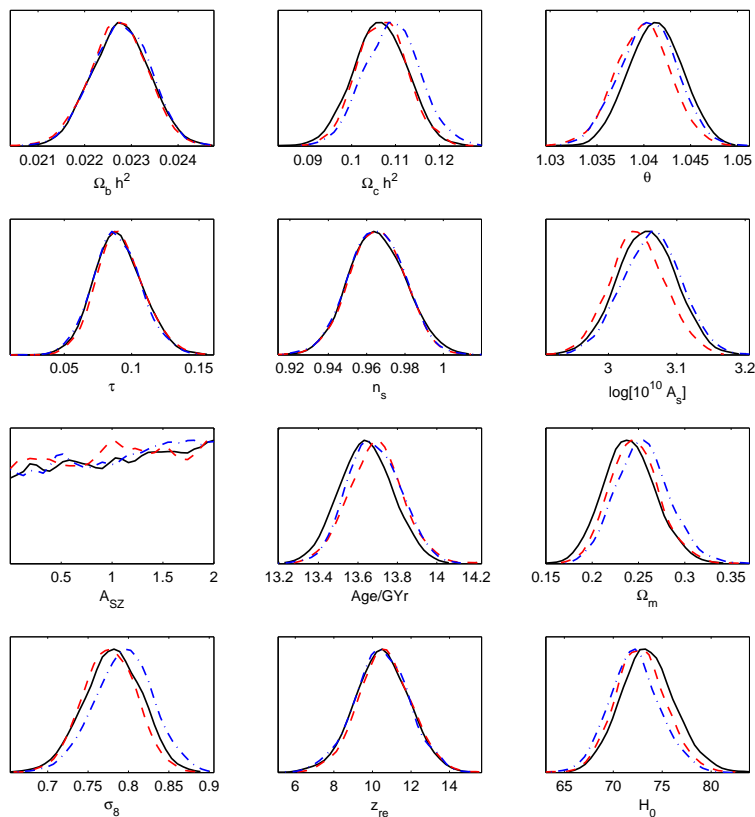 0.021 0.022 0.023 0.024
Ω_b h²
0.09 0.1 0.11 0.12
Ω_c h²
1.03 1.035 1.04 1.045 1.05
θ
0.05 0.1 0.15
τ
0.92 0.94 0.96 0.98 1
n_s
3 3.1 3.2
log[10¹⁰ A_s]
0.5 1 1.5 2
A_SZ
13.2 13.4 13.6 13.8 14 14.2
Age/GYr
0.15 0.2 0.25 0.3 0.35
Ω_m
0.7 0.75 0.8 0.85 0.9
σ_8
6 8 10 12 14
z_re
65 70 75 80
H_0